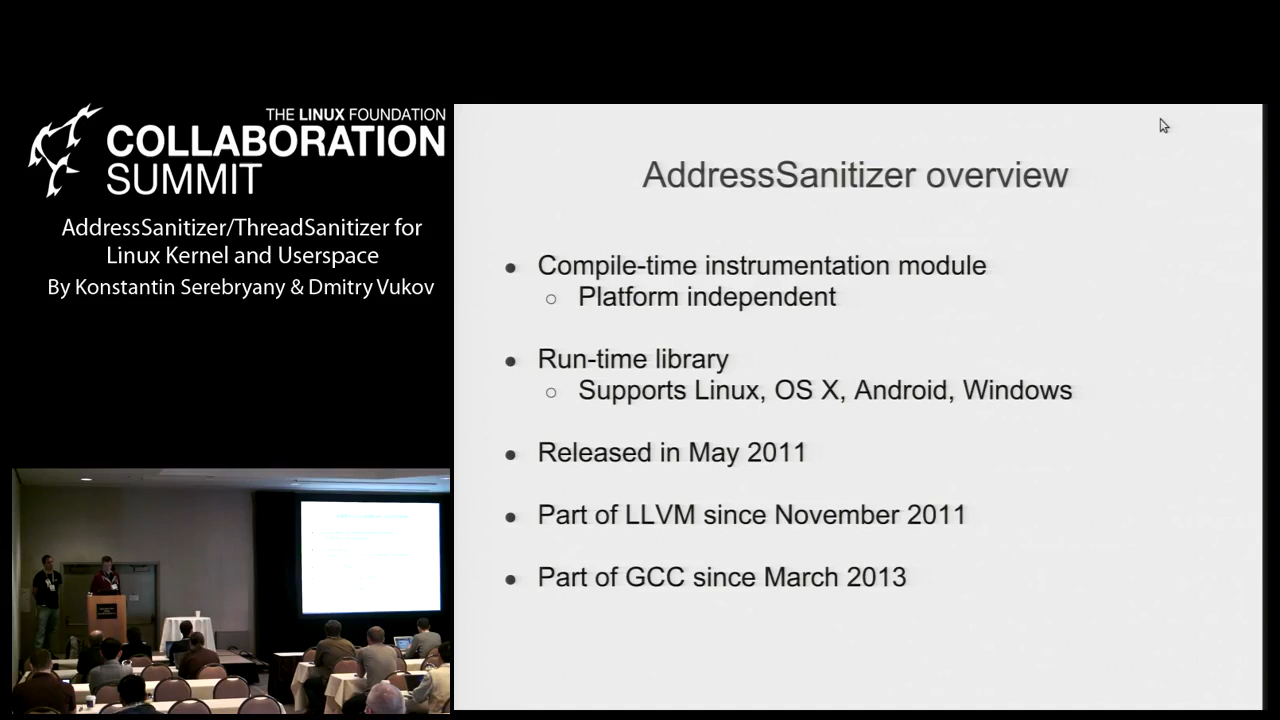 THE LINUX FOUNDATION
COLLABORATION
SUMMIT
AddressSanitizer/ThreadSanitizer for
Linux Kernel and Userspace
By Konstantin Serebryany & Dmitry Vukov
AddressSanitizer overview
● Compile-time instrumentation module
○ Platform independent
● Run-time library
○ Supports Linux, OS X, Android, Windows
● Released in May 2011
● Part of LLVM since November 2011
● Part of GCC since March 2013